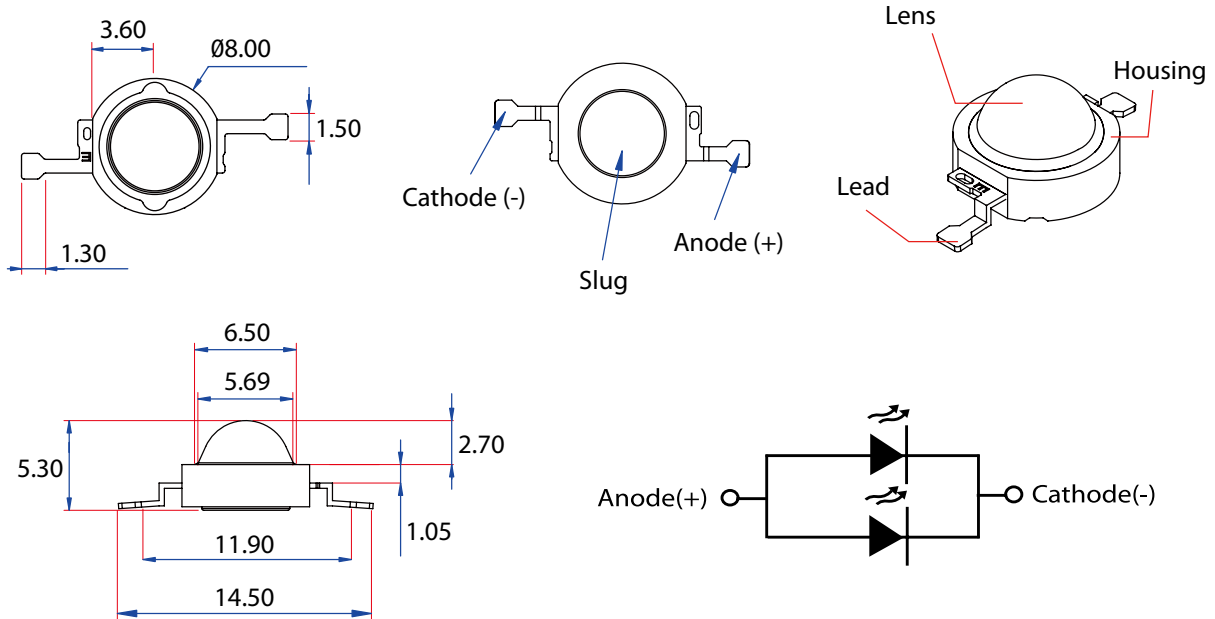 3.60
Ø8.00
1.50
1.30
E
Cathode (-)
Anode (+)
Slug
Lens
Housing
Lead
E
6.50
5.69
5.30
2.70
1.05
11.90
14.50
Anode(+)
Cathode(-)